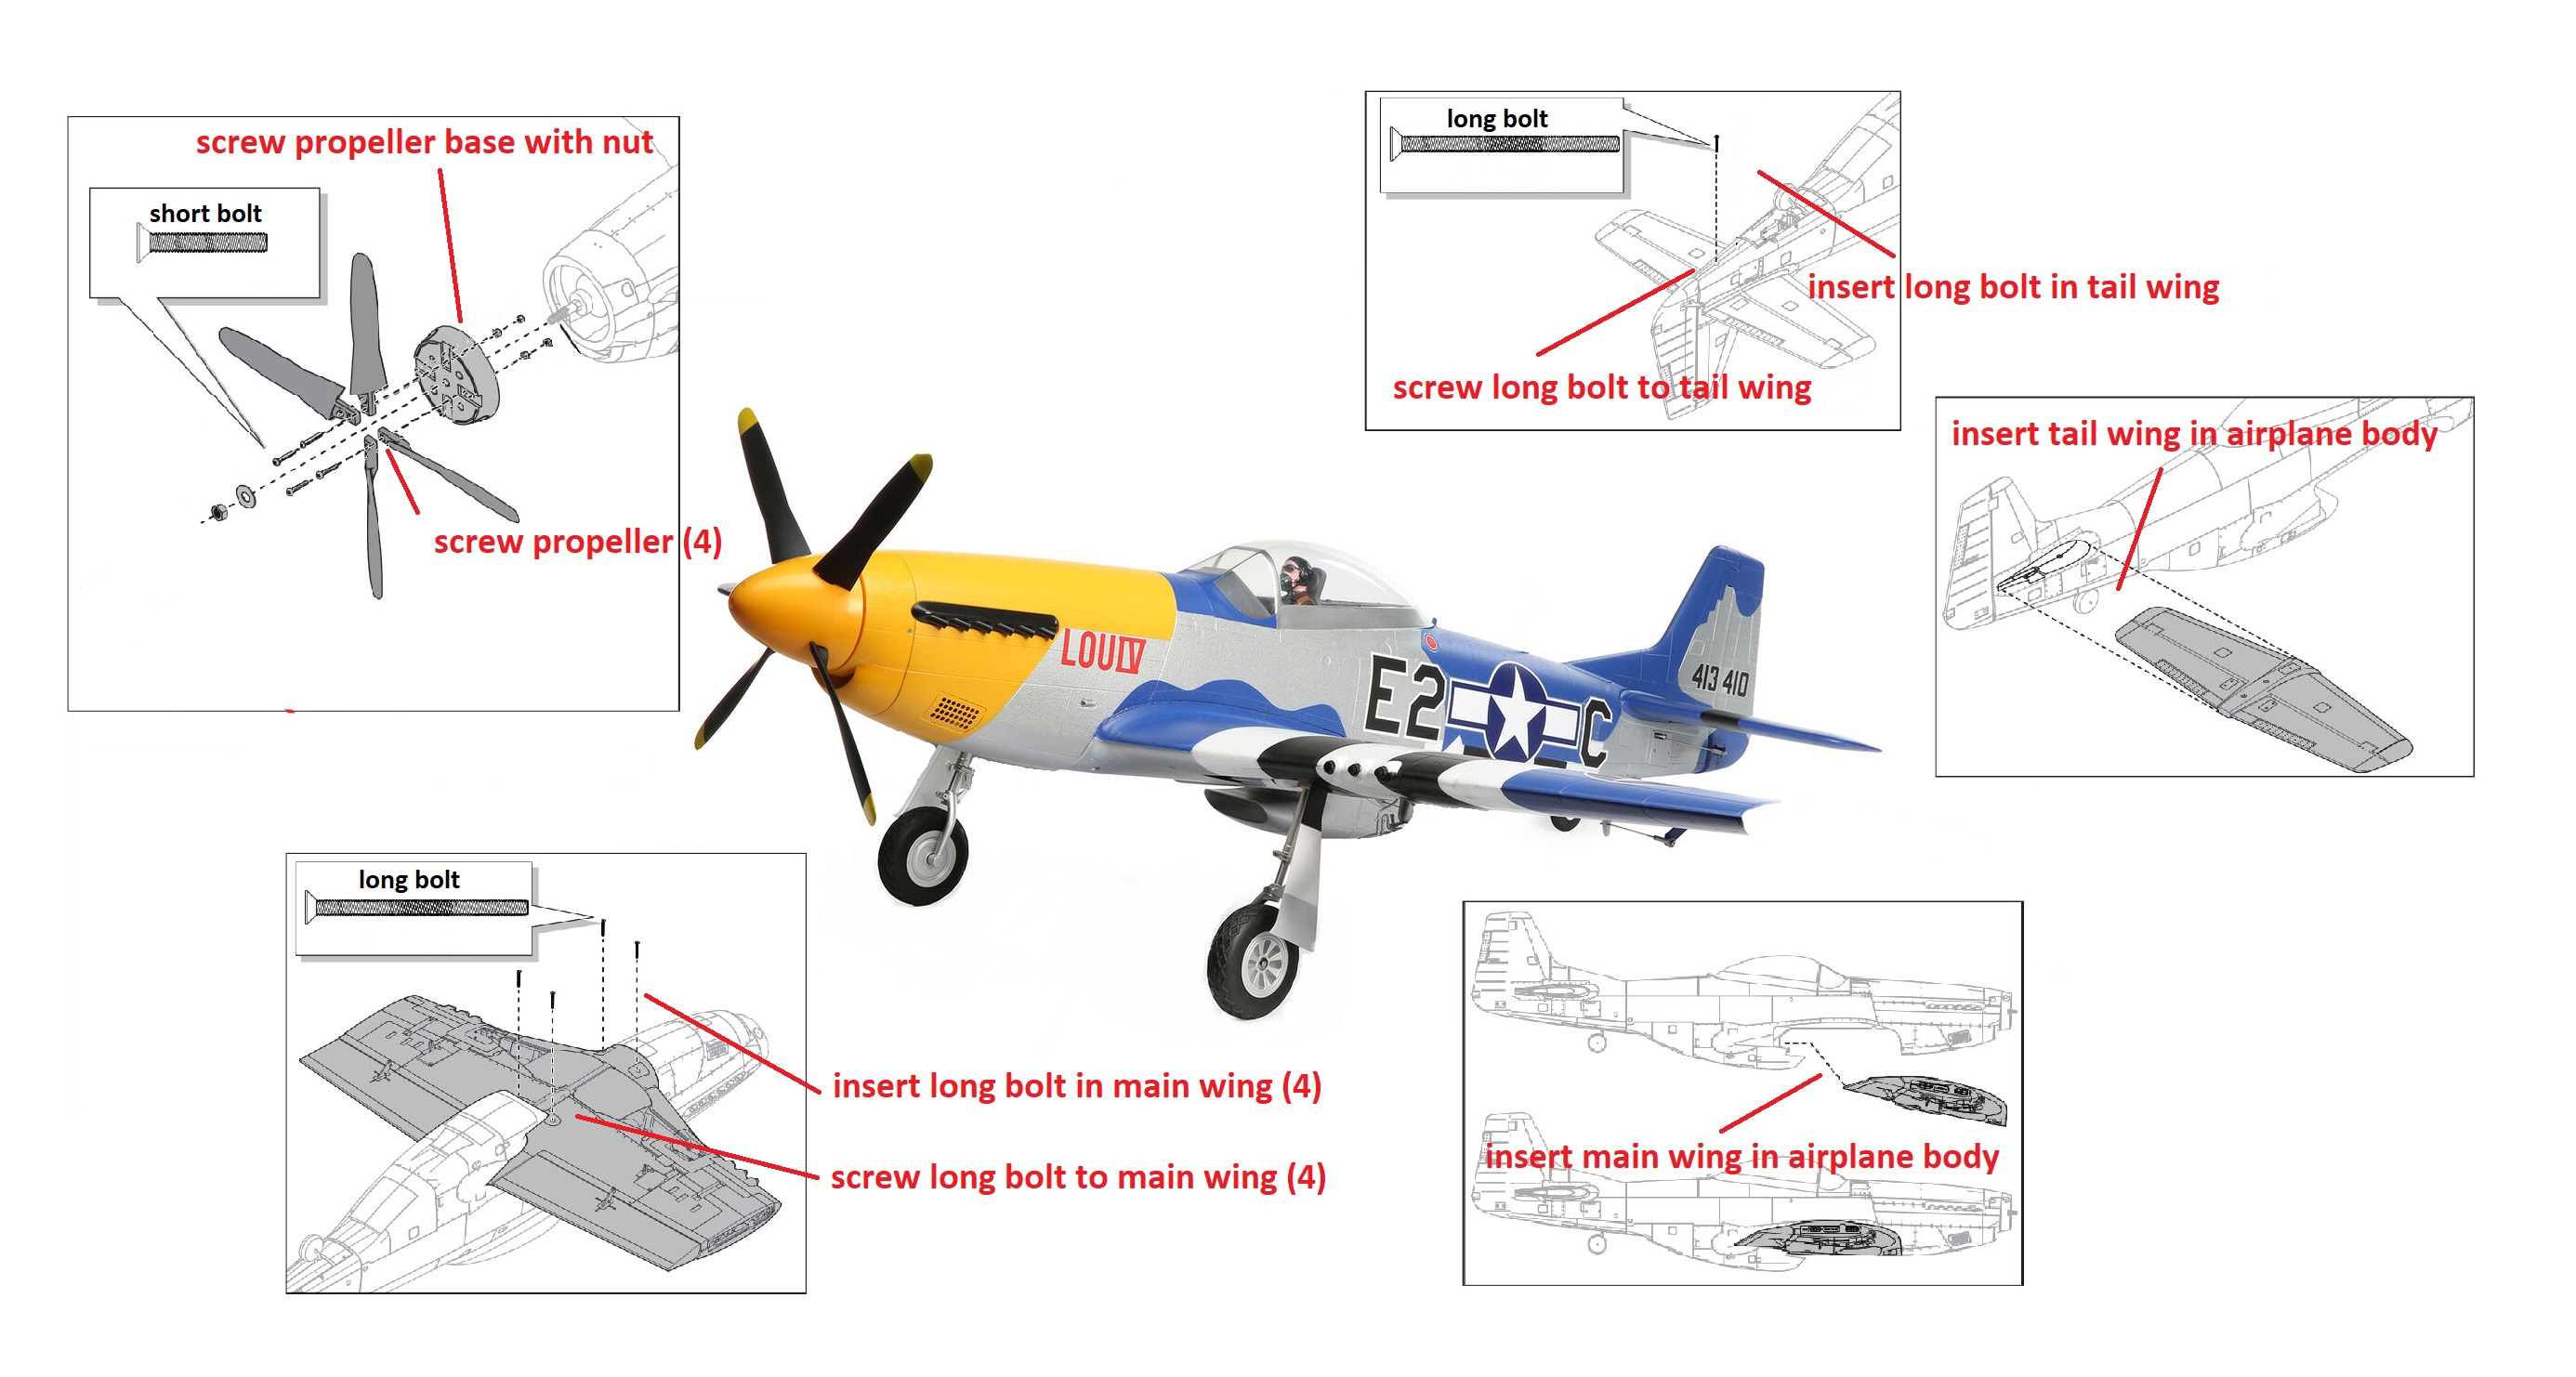 screw propeller base with nut
short bolt
screw propeller (4)
long bolt
insert long bolt in tail wing
screw long bolt to tail wing
insert tail wing in airplane body
LOUIV
E2
C
413 410
long bolt
insert long bolt in main wing (4)
screw long bolt to main wing (4)
insert main wing in airplane body